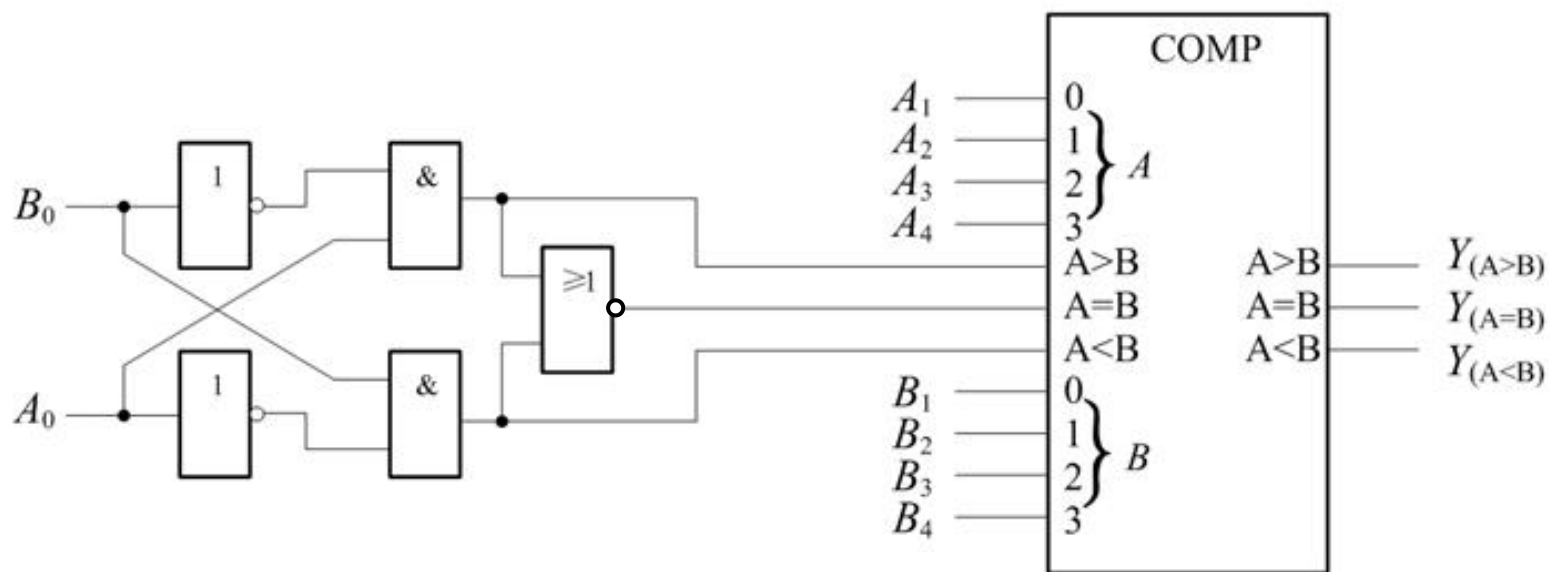 COMP
A₁ 0
A₂ 1
A₃ 2 A
A₄ 3
1 &
B₀
A>B A>B Y(A>B)
≥1
A=B A=B Y(A=B)
A<B A<B Y(A<B)
1 &
A₀
B₁ 0
B₂ 1
B₃ 2 B
B₄ 3